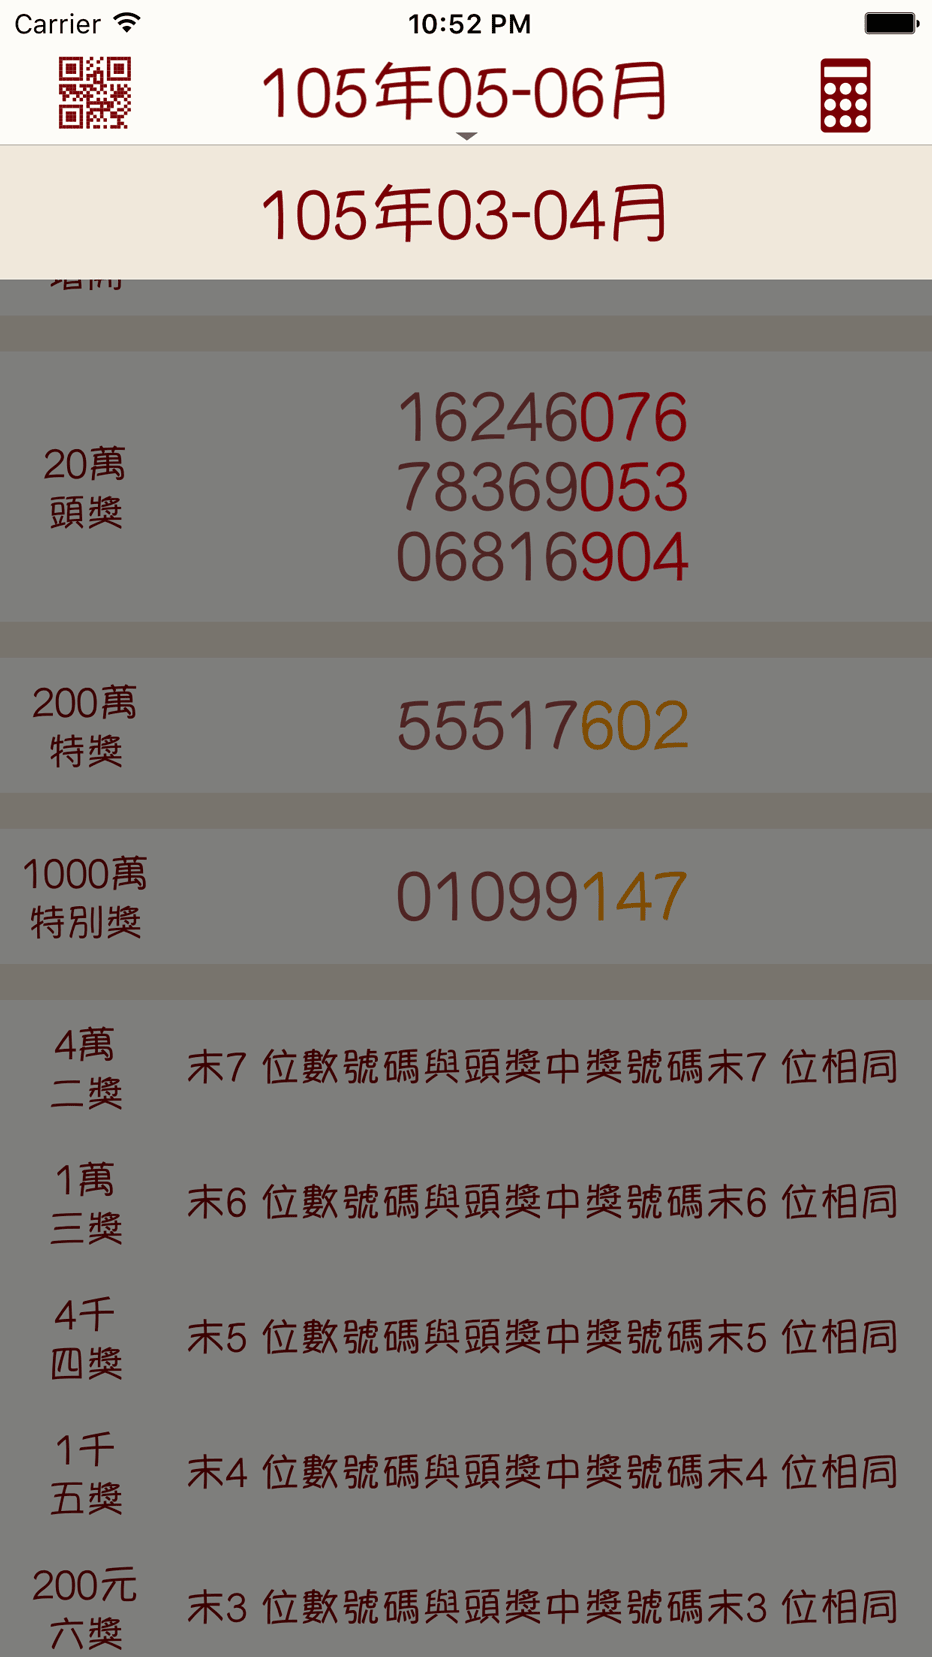 Carrier 10:52 PM
105年05-06月
105年03-04月
16246076
78369053
06816904
20萬
頭獎
200萬
特獎
55517602
1000萬
特別獎
01099147
4萬
二獎
末7 位數號碼與頭獎中獎號碼末7 位相同
1萬
三獎
末6 位數號碼與頭獎中獎號碼末6 位相同
4千
四獎
末5 位數號碼與頭獎中獎號碼末5 位相同
1千
五獎
末4 位數號碼與頭獎中獎號碼末4 位相同
200元
六獎
末3 位數號碼與頭獎中獎號碼末3 位相同